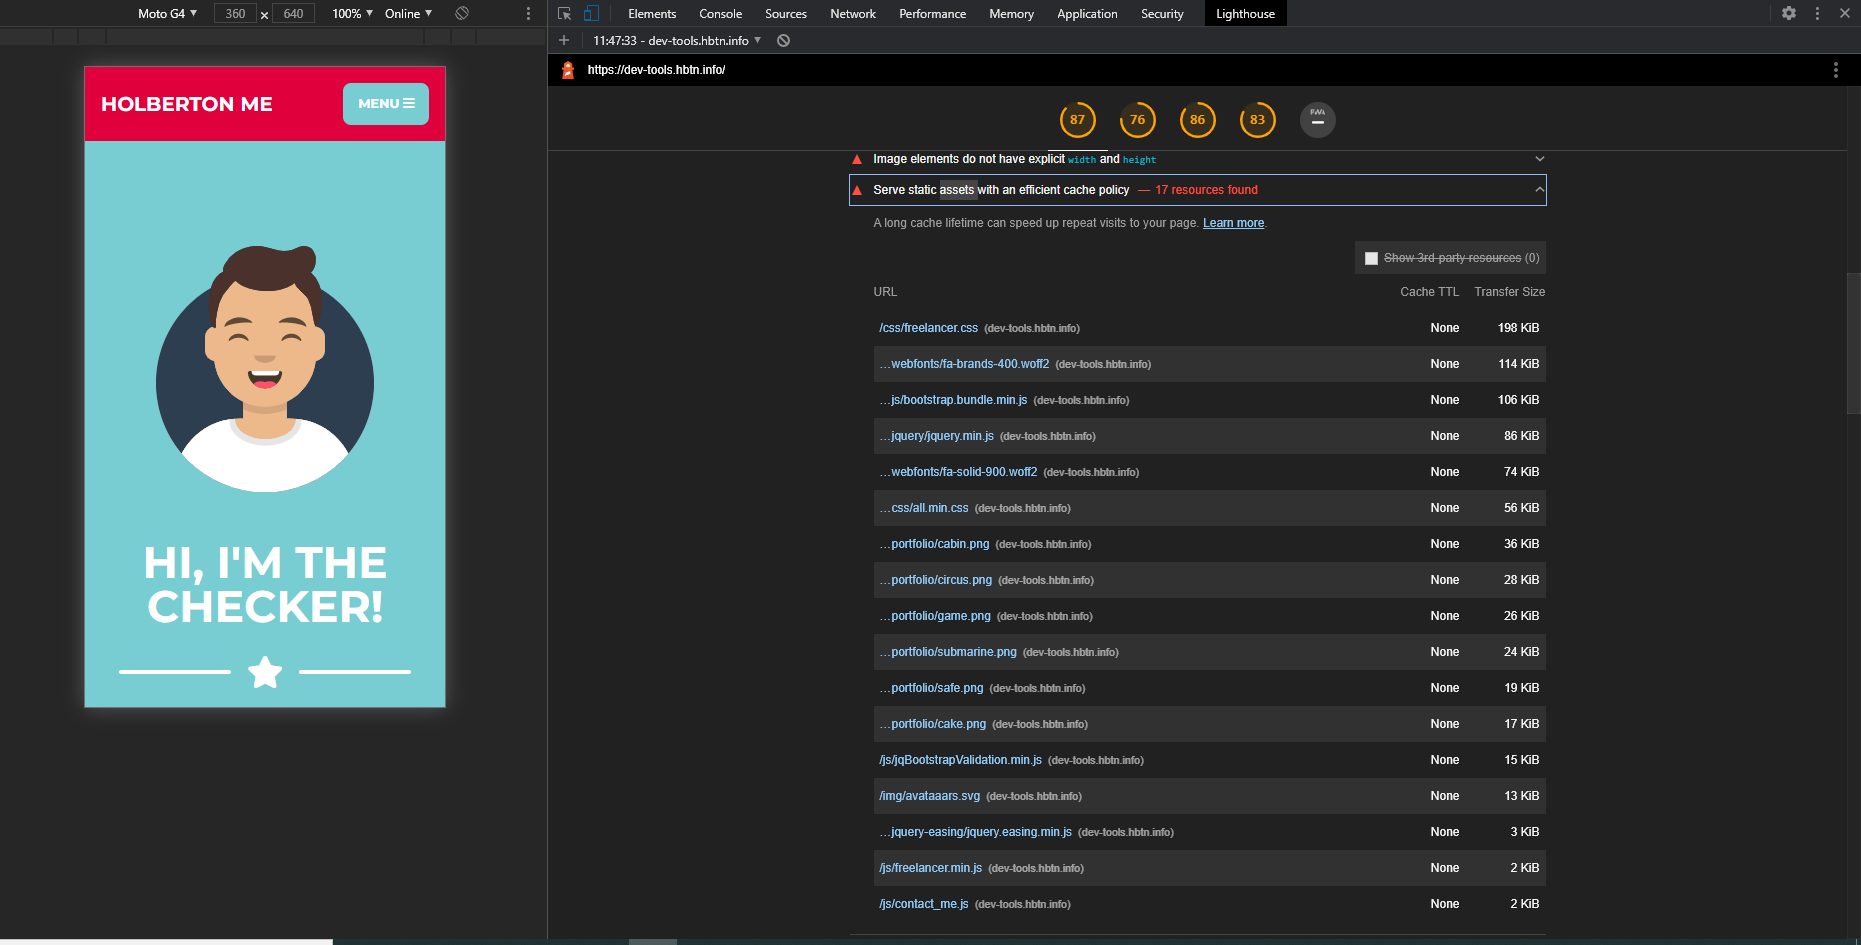 Moto G4 ▼ 360 × 640 100% ▼ Online ▼
Elements Console Sources Network Performance Memory Application Security Lighthouse
11:47:33 - dev-tools.hbtn.info ▼
https://dev-tools.hbtn.info/
HOLBERTON ME
MENU
HI, I'M THE
CHECKER!
87 76 86 83 PWA
Image elements do not have explicit width and height
Serve static assets with an efficient cache policy — 17 resources found
A long cache lifetime can speed up repeat visits to your page. Learn more.
Show 3rd-party resources (0)
URL Cache TTL Transfer Size
/css/freelancer.css (dev-tools.hbtn.info) None 198 KiB
…webfonts/fa-brands-400.woff2 (dev-tools.hbtn.info) None 114 KiB
…js/bootstrap.bundle.min.js (dev-tools.hbtn.info) None 106 KiB
…jquery/jquery.min.js (dev-tools.hbtn.info) None 86 KiB
…webfonts/fa-solid-900.woff2 (dev-tools.hbtn.info) None 74 KiB
…css/all.min.css (dev-tools.hbtn.info) None 56 KiB
…portfolio/cabin.png (dev-tools.hbtn.info) None 36 KiB
…portfolio/circus.png (dev-tools.hbtn.info) None 28 KiB
…portfolio/game.png (dev-tools.hbtn.info) None 26 KiB
…portfolio/submarine.png (dev-tools.hbtn.info) None 24 KiB
…portfolio/safe.png (dev-tools.hbtn.info) None 19 KiB
…portfolio/cake.png (dev-tools.hbtn.info) None 17 KiB
/js/jqBootstrapValidation.min.js (dev-tools.hbtn.info) None 15 KiB
/img/avataaars.svg (dev-tools.hbtn.info) None 13 KiB
…jquery-easing/jquery.easing.min.js (dev-tools.hbtn.info) None 3 KiB
/js/freelancer.min.js (dev-tools.hbtn.info) None 2 KiB
/js/contact_me.js (dev-tools.hbtn.info) None 2 KiB